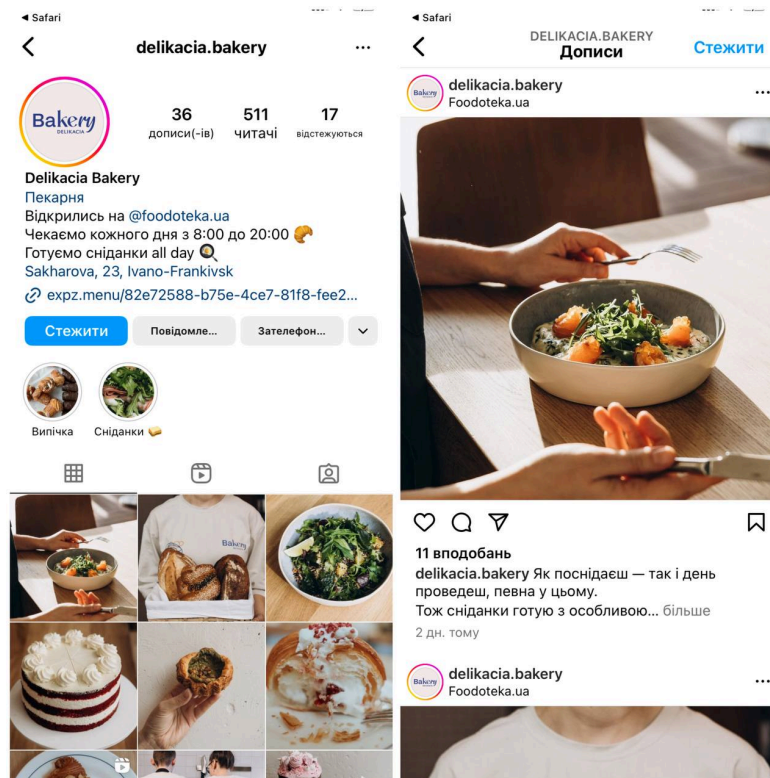 ◀ Safari
delikacia.bakery
Bakery
DELIKACIA
36
дописи(-ів)
511
читачі
17
відстежуються
Delikacia Bakery
Пекарня
Відкрились на @foodoteka.ua
Чекаємо кожного дня з 8:00 до 20:00 🥐
Готуємо сніданки all day 🍳
Sakharova, 23, Ivano-Frankivsk
expz.menu/82e72588-b75e-4ce7-81f8-fee2...
Стежити
Повідомле...
Зателефон...
Випічка
Сніданки 🧈
Bakery
◀ Safari
DELIKACIA.BAKERY
Дописи
Стежити
Bakery
delikacia.bakery
Foodoteka.ua
11 вподобань
delikacia.bakery Як поснідаєш — так і день
проведеш, певна у цьому.
Тож сніданки готую з особливою... більше
2 дн. тому
Bakery
delikacia.bakery
Foodoteka.ua